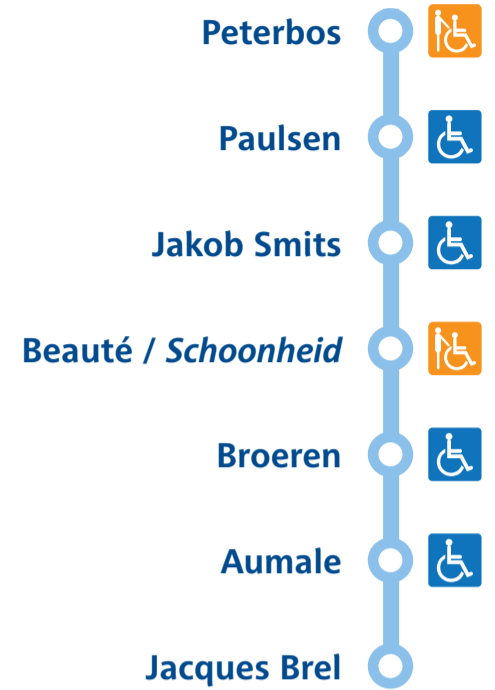 Peterbos
Paulsen
Jakob Smits
Beauté / Schoonheid
Broeren
Aumale
Jacques Brel